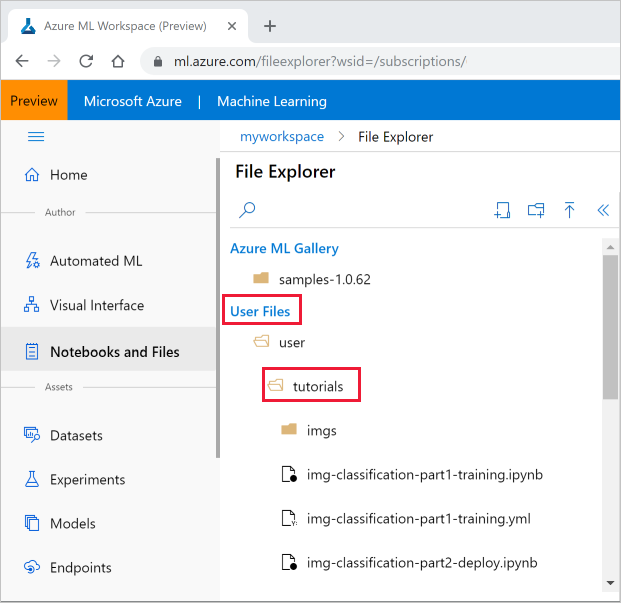 Azure ML Workspace (Preview)
ml.azure.com/fileexplorer?wsid=/subscriptions/
Preview Microsoft Azure | Machine Learning
myworkspace > File Explorer
File Explorer
Home
Author
Automated ML
Visual Interface
Notebooks and Files
Assets
Datasets
Experiments
Models
Endpoints
Azure ML Gallery
samples-1.0.62
User Files
user
tutorials
imgs
img-classification-part1-training.ipynb
img-classification-part1-training.yml
img-classification-part2-deploy.ipynb